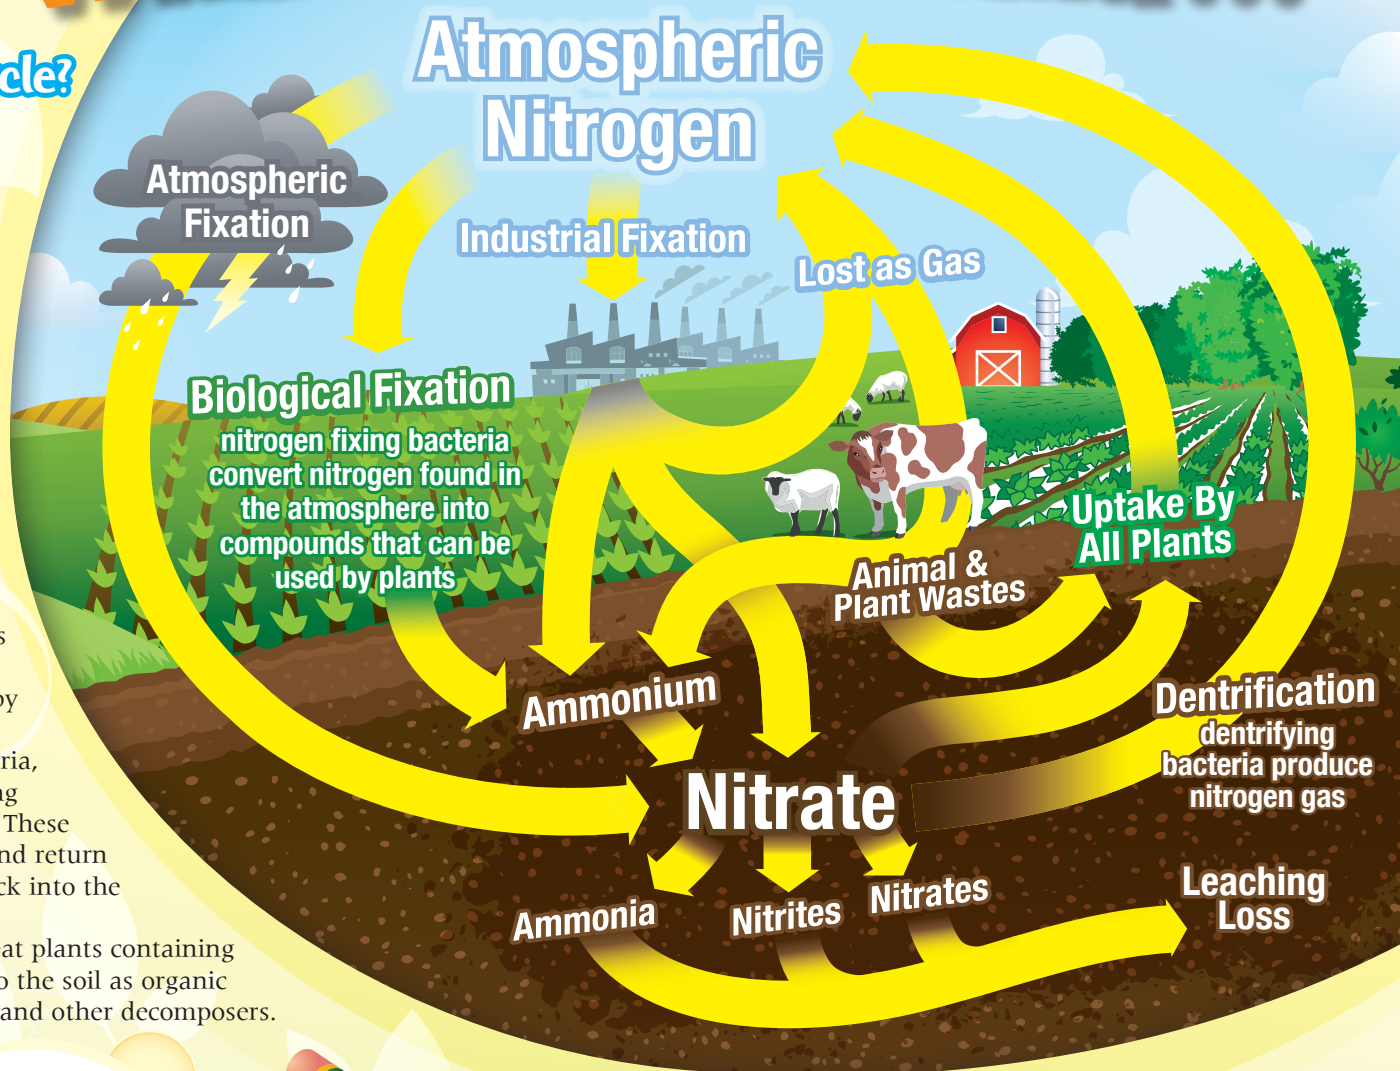 cle?
Atmospheric
Nitrogen
Atmospheric
Fixation
Industrial Fixation
Lost as Gas
Biological Fixation
nitrogen fixing bacteria
convert nitrogen found in
the atmosphere into
compounds that can be
used by plants
Uptake By
All Plants
Animal &
Plant Wastes
Ammonium
Dentrification
dentrifying
bacteria produce
nitrogen gas
Nitrate
Ammonia
Nitrites
Nitrates
Leaching
Loss
s
by
ria,
ng
These
nd return
ck into the
eat plants containing
o the soil as organic
and other decomposers.